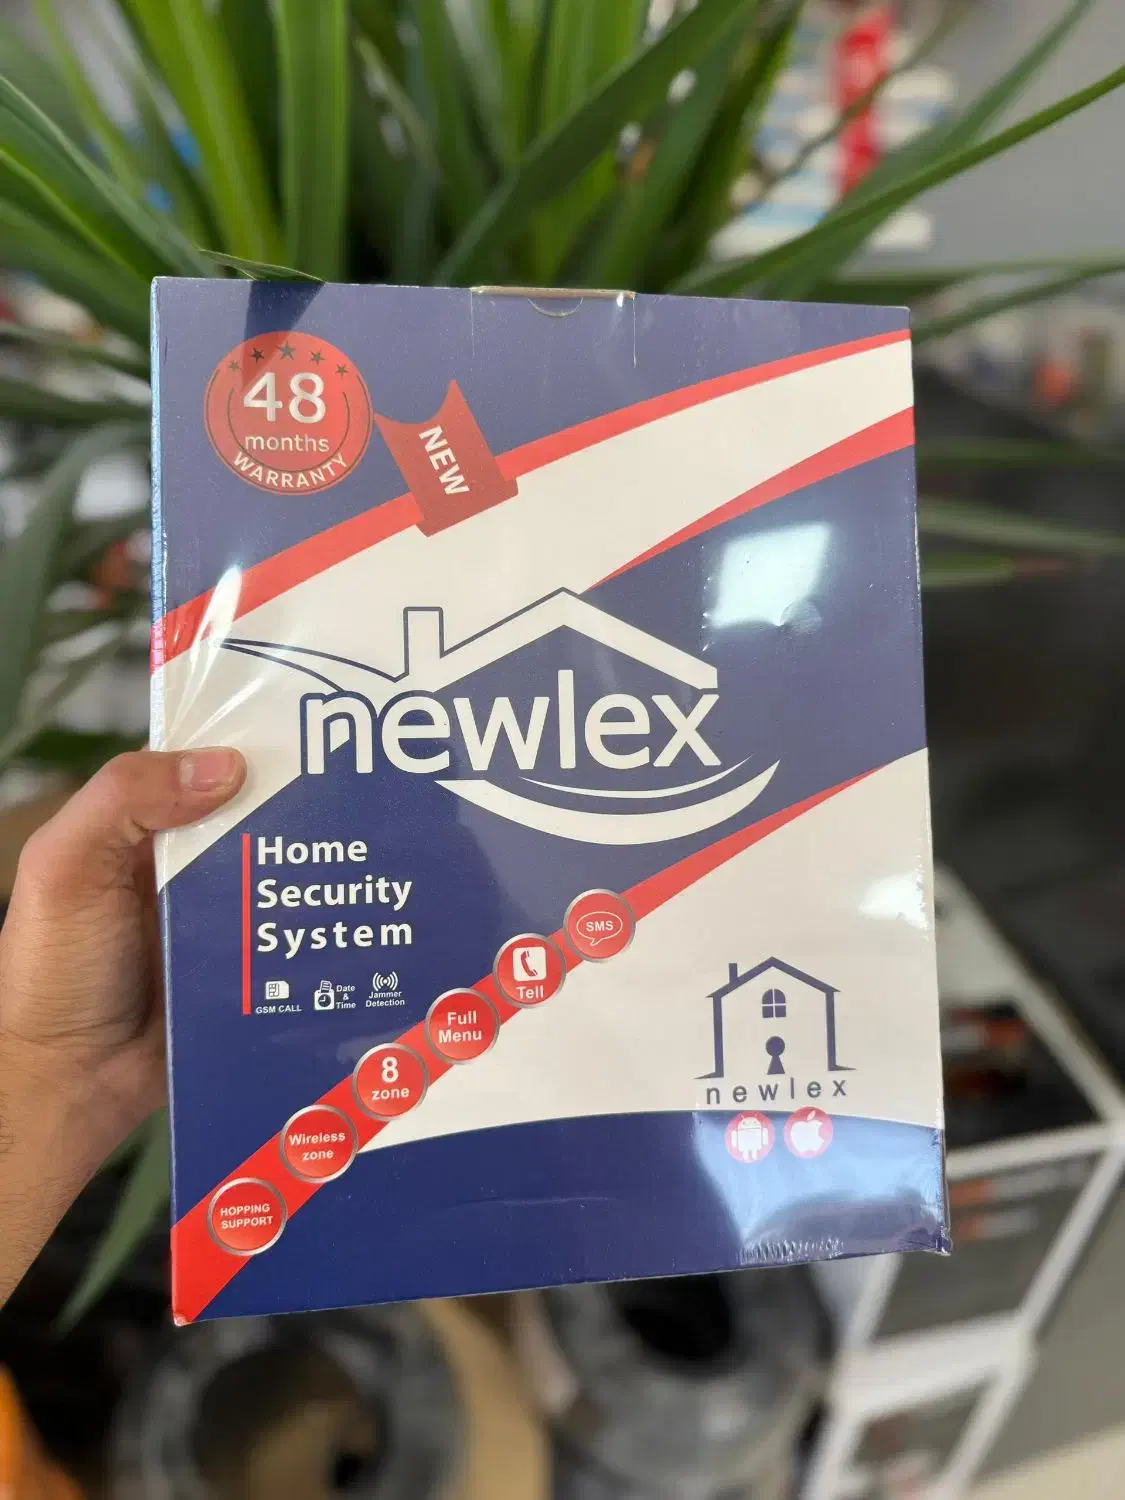 48
months
WARRANTY
NEW
newlex
Home
Security
System
GSM CALL
Date
&
Time
Jammer
Detection
SMS
Tell
Full
Menu
8
zone
Wireless
zone
HOPPING
SUPPORT
newlex